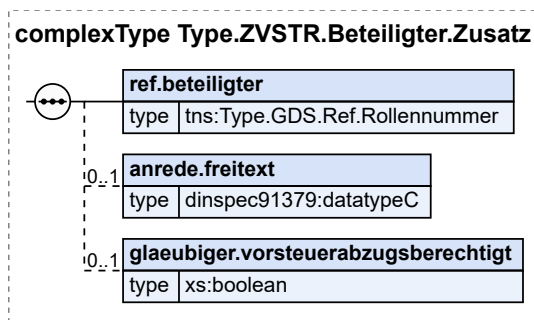 complexType Type.ZVSTR.Beteiligter.Zusatz
ref.beteiligter
type tns:Type.GDS.Ref.Rollennummer
0..1 anrede.freitext
type dinspec91379:datatypeC
0..1 glaeubiger.vorsteuerabzugsberechtigt
type xs:boolean